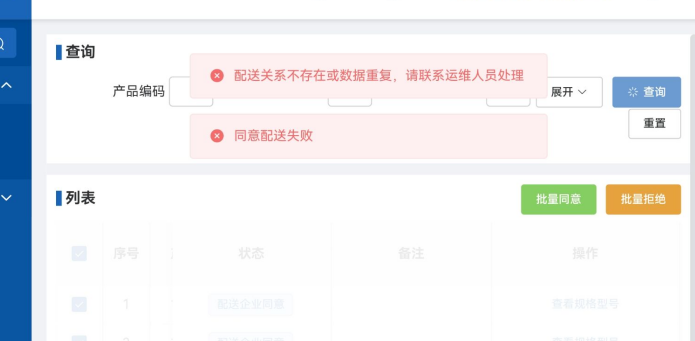 查询
配送关系不存在或数据重复，请联系运维人员处理
产品编码
展开
查询
同意配送失败
重置
列表
批量同意
批量拒绝
序号 状态 备注 操作
1 配送企业同意 查看规格型号